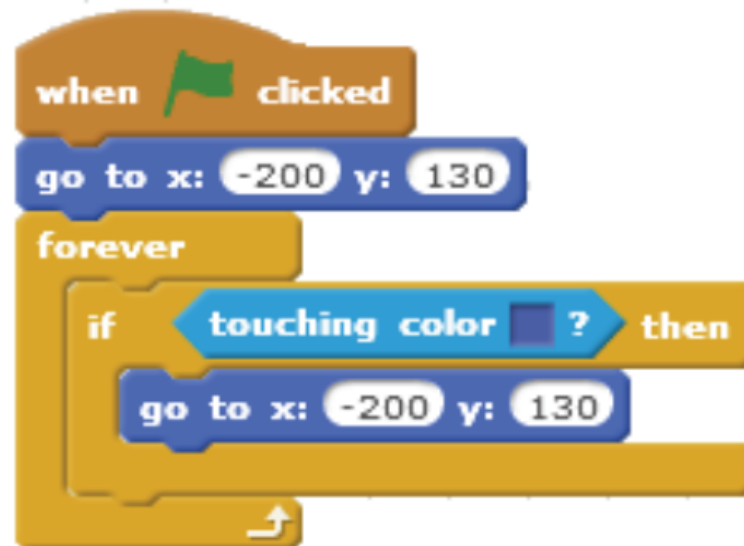 when clicked
go to x: -200 y: 130
forever
if touching color ? then
go to x: -200 y: 130